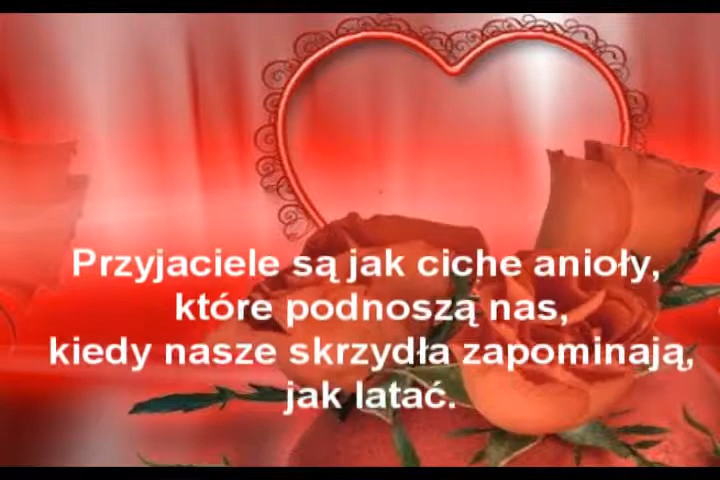 Przyjaciele są jak ciche anioły,
które podnoszą nas,
kiedy nasze skrzydła zapominają,
jak latać.